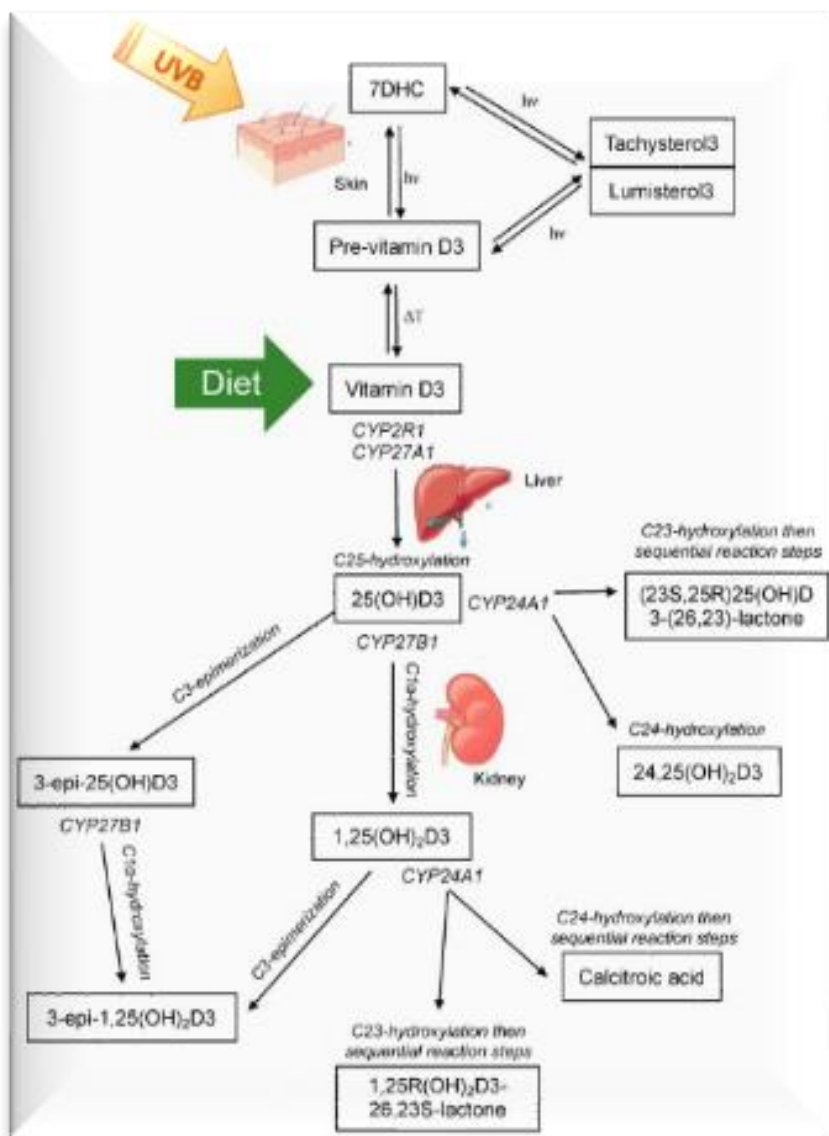 UVB
7DHC
hv
Tachysterol3
Lumisterol3
Skin
hv
hv
Pre-vitamin D3
ΔT
Diet
Vitamin D3
CYP2R1
CYP27A1
Liver
C25-hydroxylation
25(OH)D3
CYP24A1
C23-hydroxylation then
sequential reaction steps
(23S,25R)25(OH)D
3-(26,23)-lactone
CYP27B1
C3-epimerization
C1α-hydroxylation
Kidney
C24-hydroxylation
24,25(OH)₂D3
3-epi-25(OH)D3
CYP27B1
C1α-hydroxylation
1,25(OH)₂D3
CYP24A1
C3-epimerization
C24-hydroxylation then
sequential reaction steps
Calcitroic acid
3-epi-1,25(OH)₂D3
C23-hydroxylation then
sequential reaction steps
1,25R(OH)₂D3-
26,23S-lactone